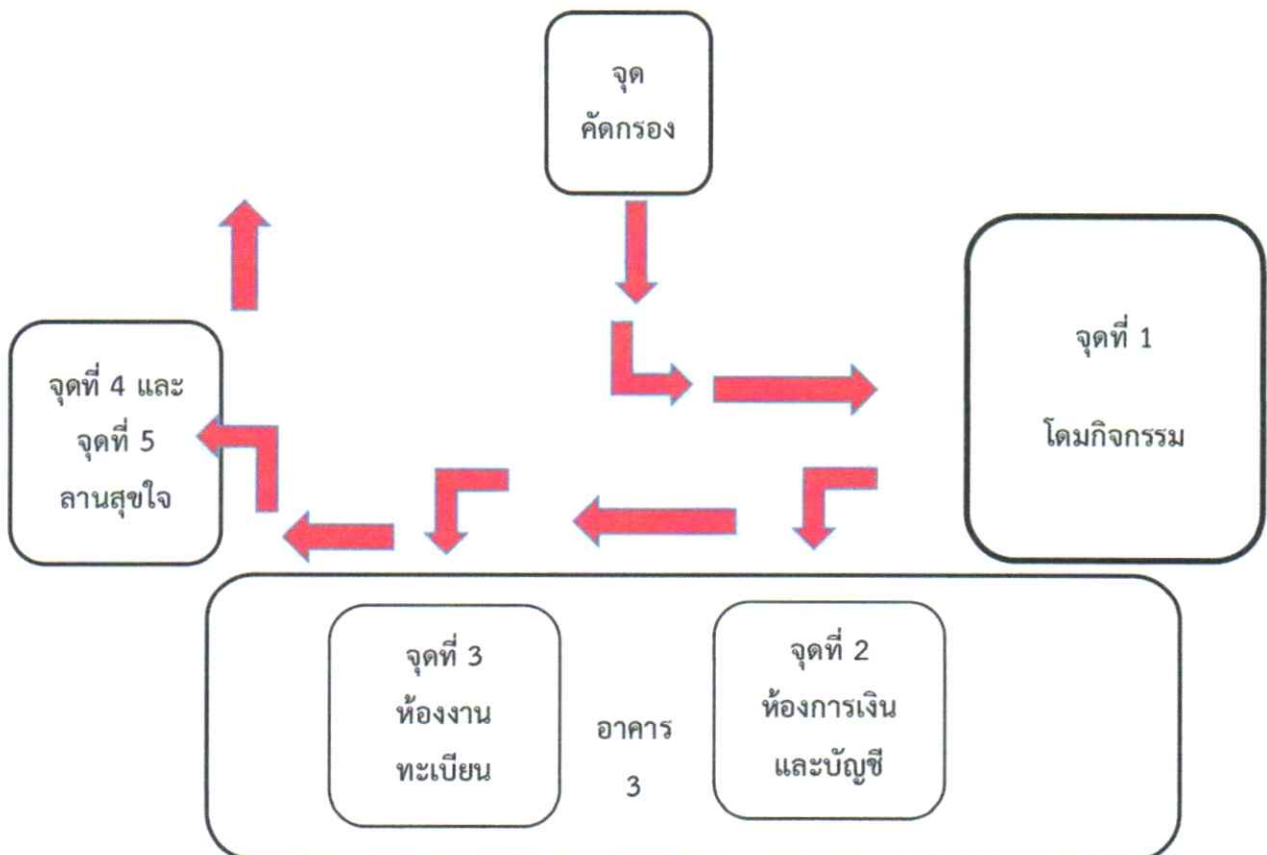 จุด
คัดกรอง
จุดที่ 1
โดมกิจกรรม
จุดที่ 4 และ
จุดที่ 5
ลานสุขใจ
จุดที่ 3
ห้องงาน
ทะเบียน
อาคาร
3
จุดที่ 2
ห้องการเงิน
และบัญชี